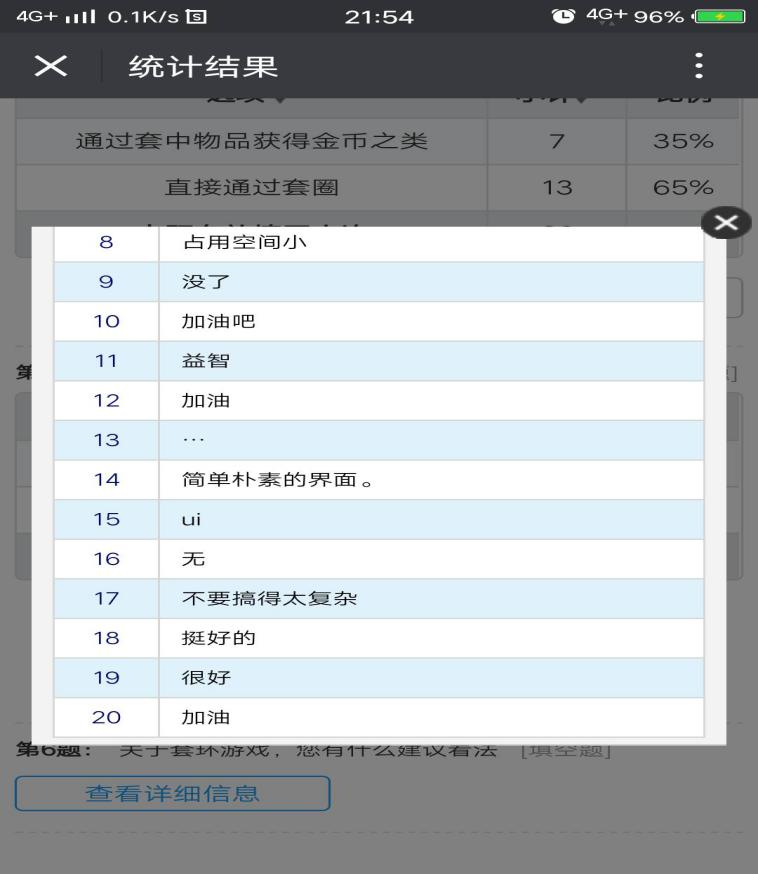 4G+ 0.1K/s 21:54 4G+ 96%
统计结果
通过套中物品获得金币之类 7 35%
直接通过套圈 13 65%
8 占用空间小
9 没了
10 加油吧
11 益智
12 加油
13 ...
14 简单朴素的界面。
15 ui
16 无
17 不要搞得太复杂
18 挺好的
19 很好
20 加油
第6题： 关于套环游戏，您有什么建议看法 [填空题]
查看详细信息